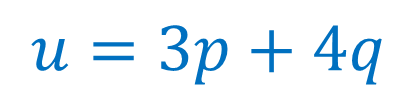 u = 3p + 4q